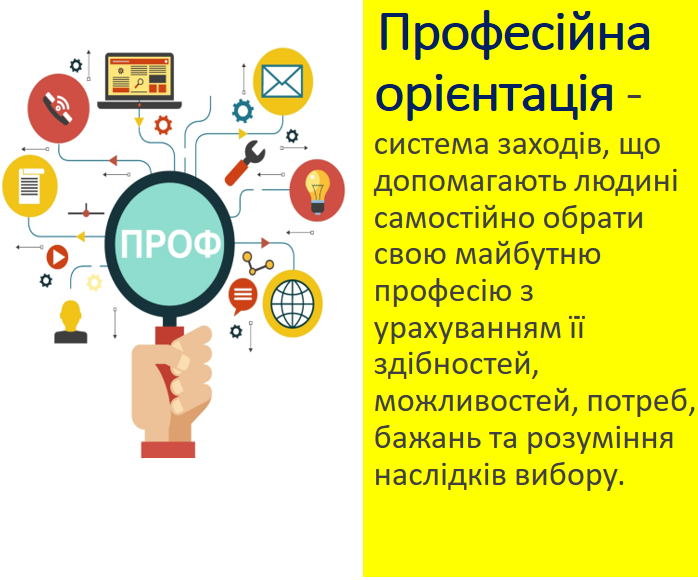 ПРОФ
Професійна
орієнтація -
система заходів, що
допомагають людині
самостійно обрати
свою майбутню
професію з
урахуванням її
здібностей,
можливостей, потреб,
бажань та розуміння
наслідків вибору.